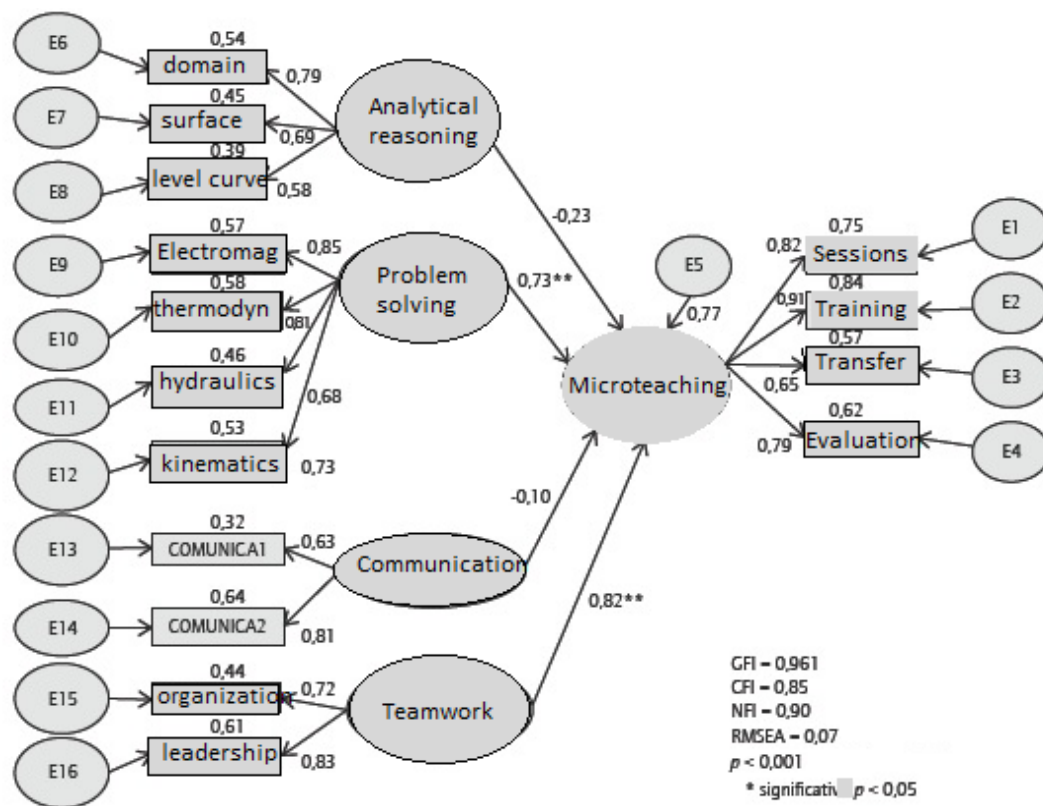 E6
0,54
domain
0,79
E7
0,45
surface
0,69
E8
0,39
level curve
0,58
Analytical
reasoning
-0,23
E9
0,57
Electromag
0,85
E10
0,58
thermodyn
0,81
E11
0,46
hydraulics
0,68
E12
0,53
kinematics
0,73
Problem
solving
0,73**
E13
0,32
COMUNICA1
0,63
E14
0,64
COMUNICA2
0,81
Communication
-0,10
E15
0,44
organization
0,72
E16
0,61
leadership
0,83
Teamwork
0,82**
E5
0,77
Microteaching
0,75
0,82
Sessions
E1
0,84
0,91
Training
E2
0,57
0,65
Transfer
E3
0,62
0,79
Evaluation
E4
GFI = 0,961
CFI = 0,85
NFI = 0,90
RMSEA = 0,07
p < 0,001
* p < 0,05